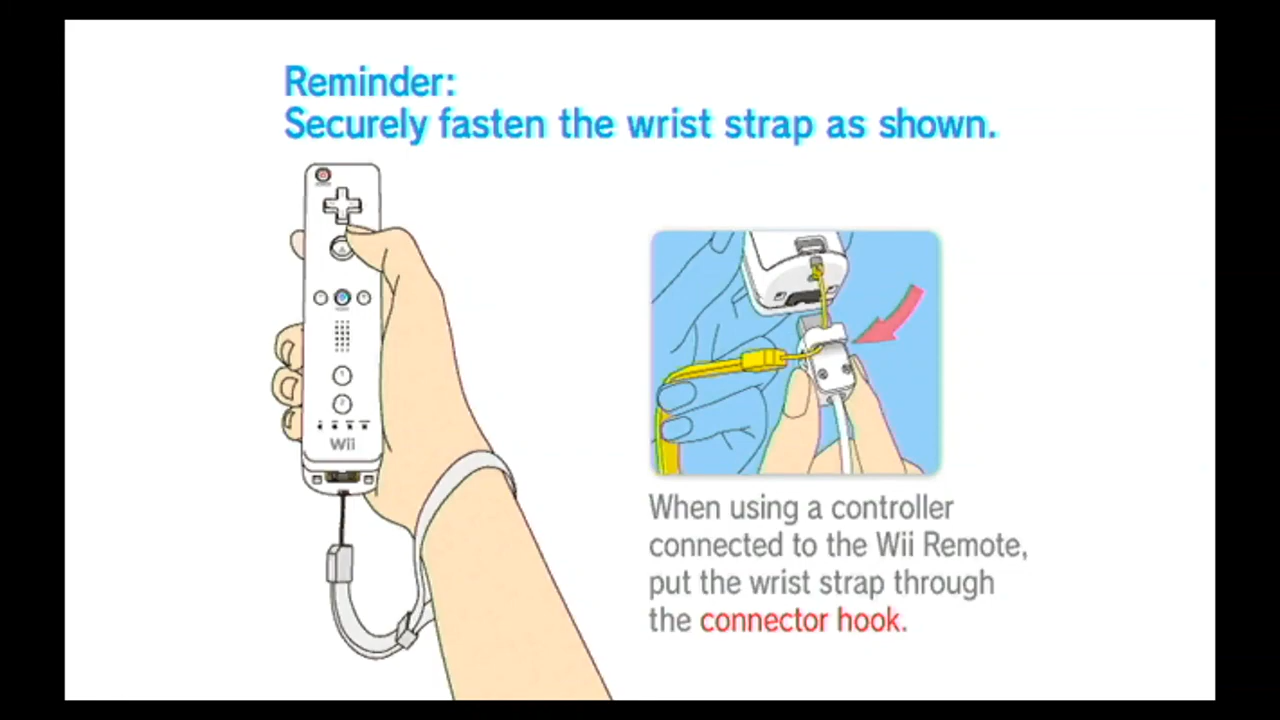 Reminder:
Securely fasten the wrist strap as shown.
1
2
Wii
When using a controller
connected to the Wii Remote,
put the wrist strap through
the connector hook.